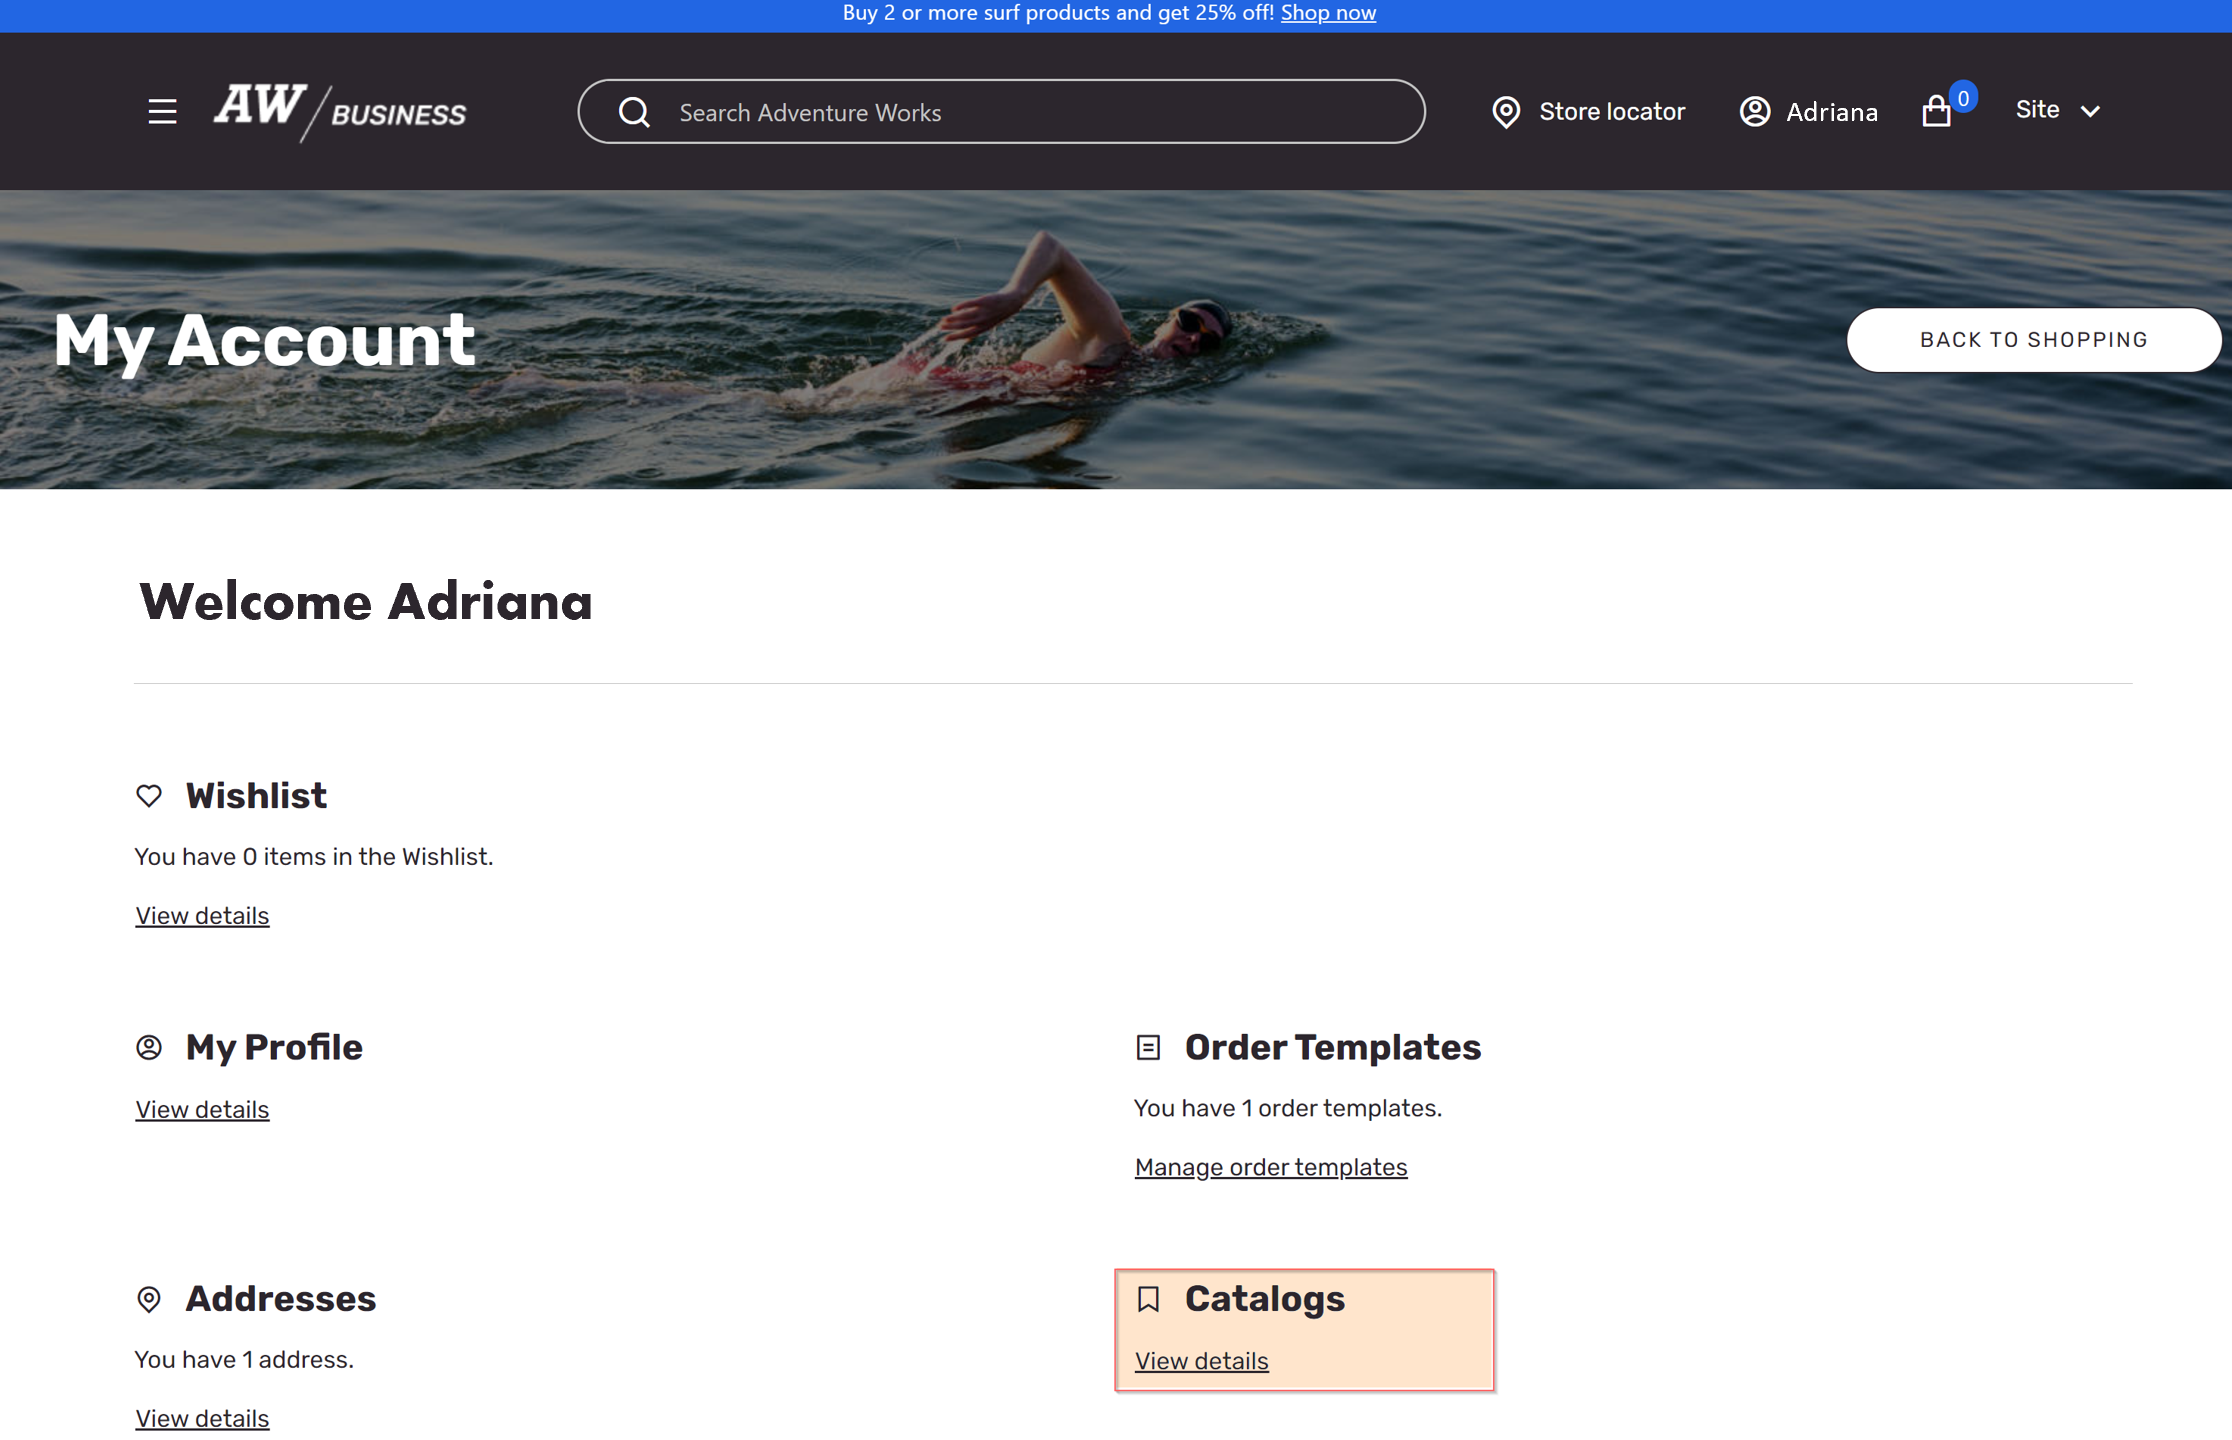 Buy 2 or more surf products and get 25% off! Shop now
AW/BUSINESS
Search Adventure Works
Store locator
Adriana
0
Site
My Account
BACK TO SHOPPING
Welcome Adriana
Wishlist
You have 0 items in the Wishlist.
View details
My Profile
View details
Order Templates
You have 1 order templates.
Manage order templates
Addresses
You have 1 address.
View details
Catalogs
View details